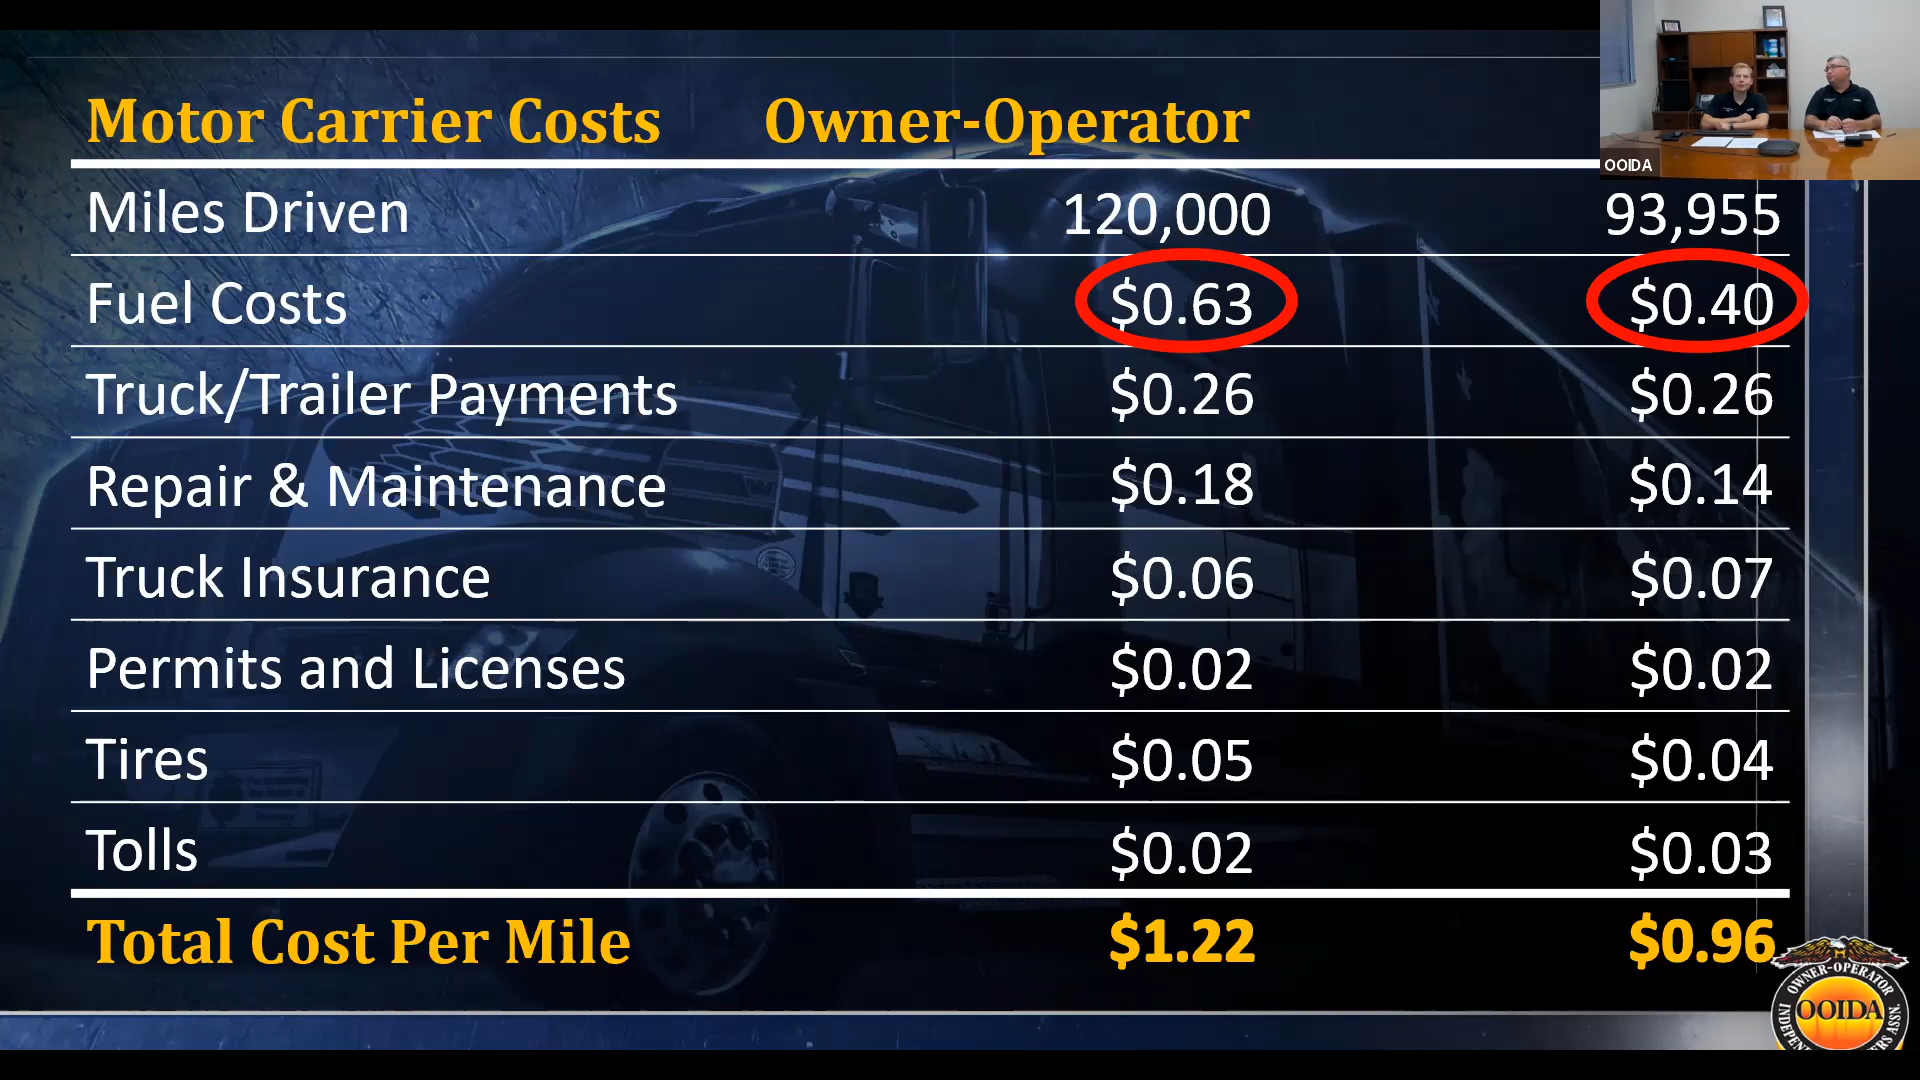 Motor Carrier Costs Owner-Operator
OOIDA
Miles Driven 120,000 93,955
Fuel Costs $0.63 $0.40
Truck/Trailer Payments $0.26 $0.26
Repair & Maintenance $0.18 $0.14
Truck Insurance $0.06 $0.07
Permits and Licenses $0.02 $0.02
Tires $0.05 $0.04
Tolls $0.02 $0.03
Total Cost Per Mile $1.22 $0.96
OWNER-OPERATOR
OOIDA
ASSN.